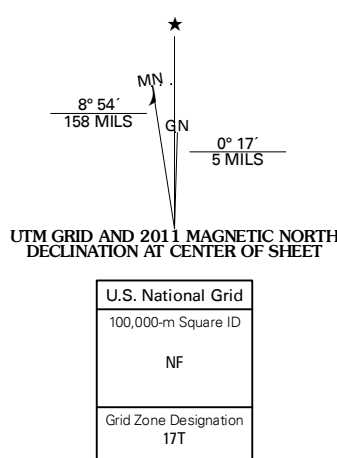 MN
8° 54´
158 MILS
GN
0° 17´
5 MILS
UTM GRID AND 2011 MAGNETIC NORTH
DECLINATION AT CENTER OF SHEET
U.S. National Grid
100,000-m Square ID
NF
Grid Zone Designation
17T